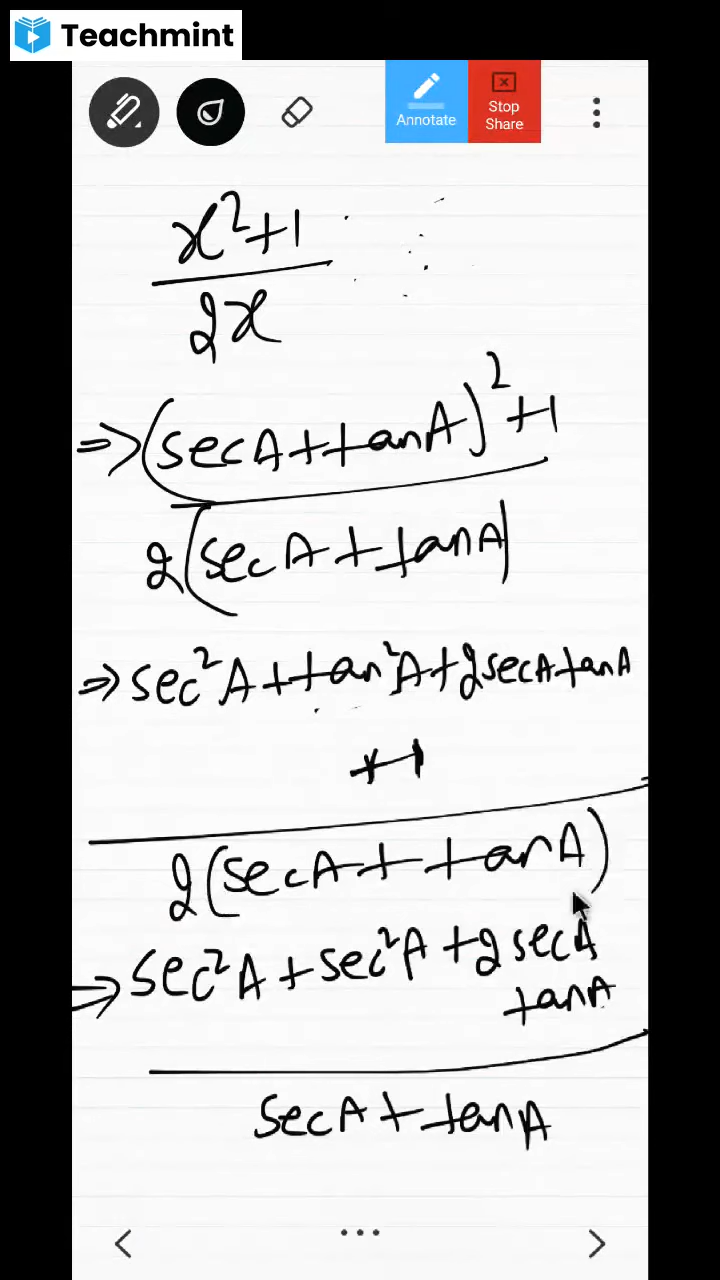 Teachmint
Annotate
Stop
Share
x²+1
2x
⇒(secA+tanA)²+1
2(secA+tanA)
⇒sec²A+tan²A+2secAtanA
+1
2(secA+tanA)
⇒sec²A+sec²A+2secA
tanA
secA+tanA